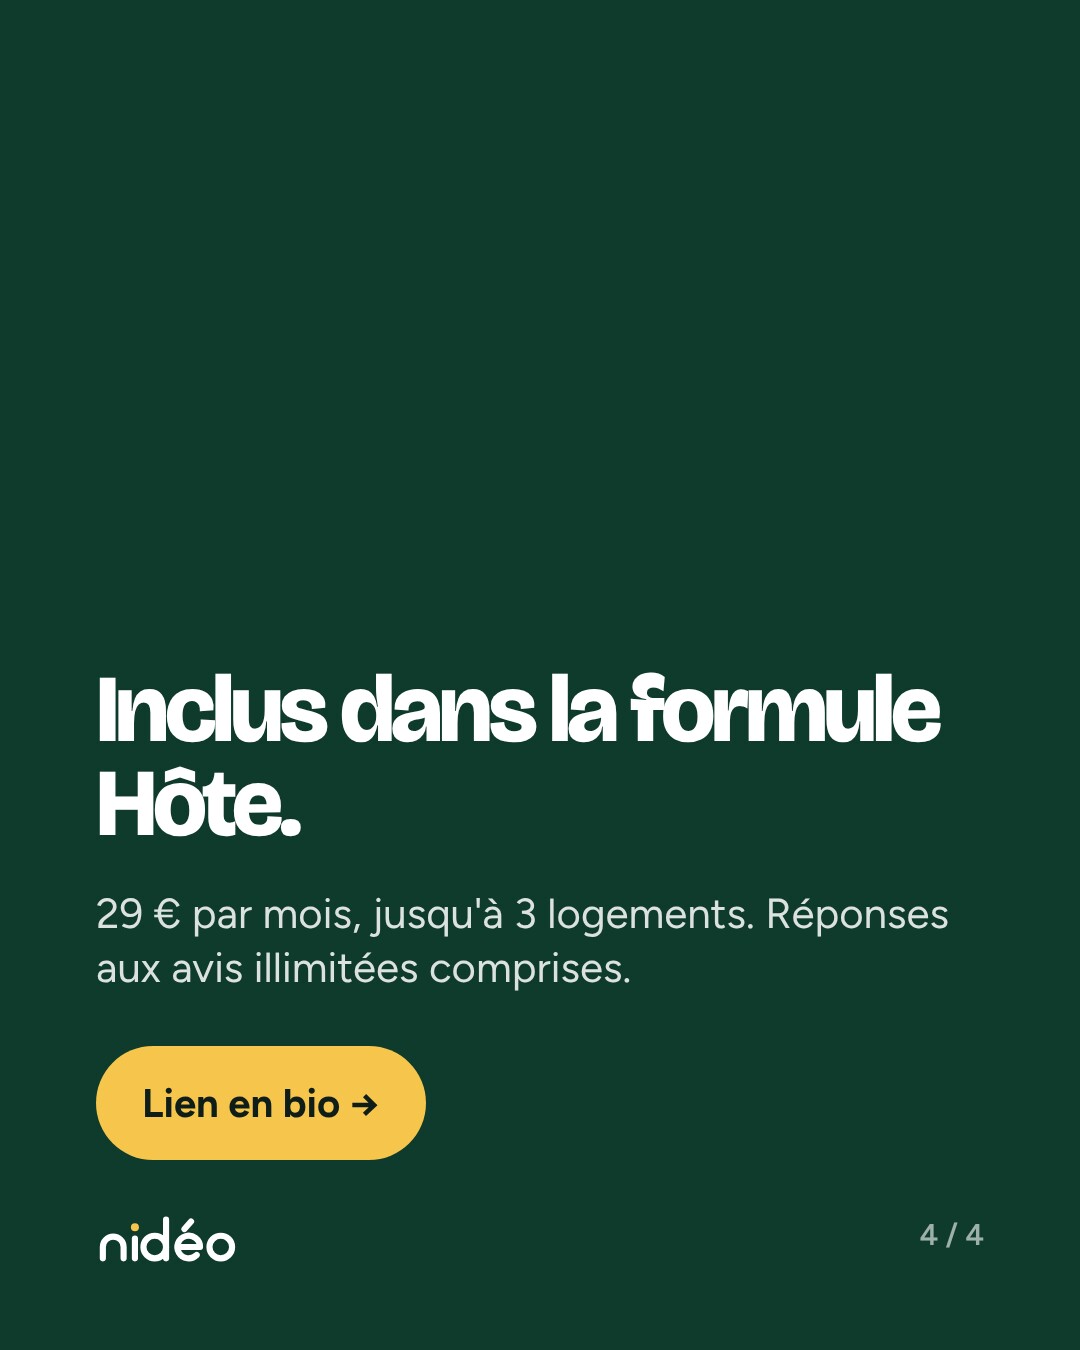 Inclus dans la formule
Hôte.
29 € par mois, jusqu'à 3 logements. Réponses
aux avis illimitées comprises.
Lien en bio →
nidéo
4 / 4